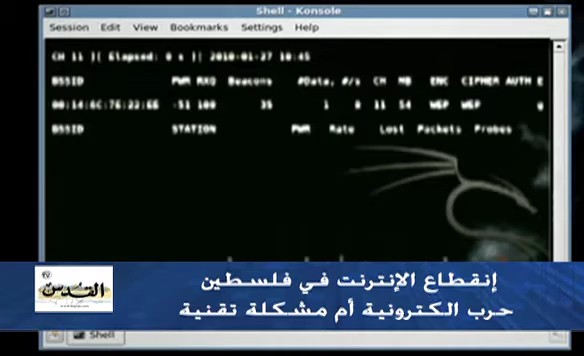 Shell - Konsole
Session Edit View Bookmarks Settings Help
CH 11 ][ Elapsed: 0 s ][ 2010-01-27 10:45
BSSID PWR RXQ Beacons #Data, #/s CH MB ENC CIPHER AUTH E
00:14:6C:7E:22:EE -51 100 35 1 0 11 54 WEP WEP
BSSID STATION PWR Rate Lost Packets Probes
إنقطاع الإنترنت في فلسطين
حرب الكترونية أم مشكلة تقنية
TV
القدس
Shell